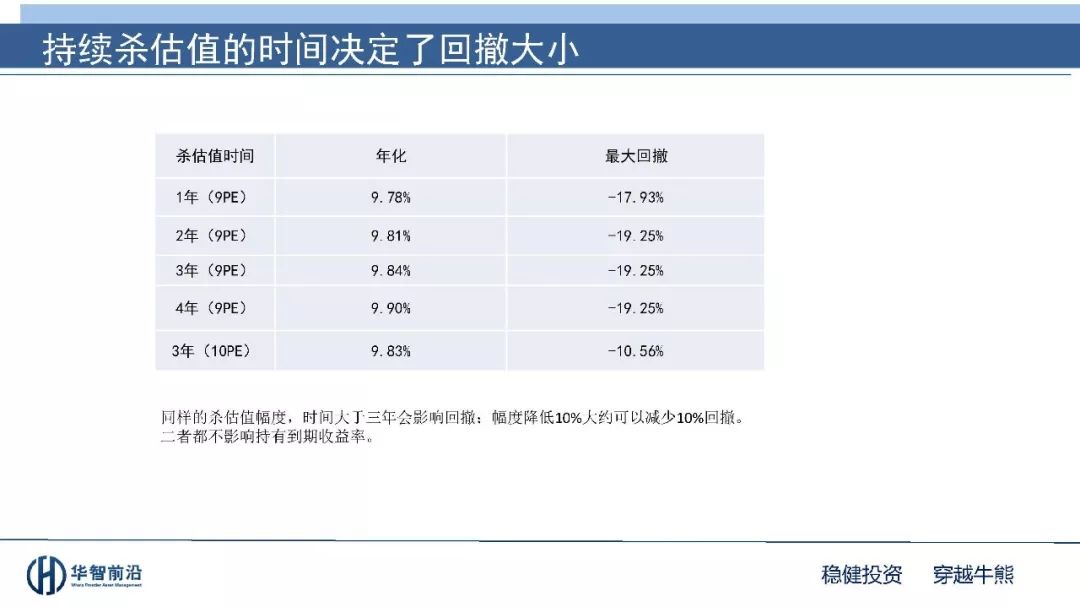 持续杀估值的时间决定了回撤大小
杀估值时间 年化 最大回撤
1年（9PE） 9.78% -17.93%
2年（9PE） 9.81% -19.25%
3年（9PE） 9.84% -19.25%
4年（9PE） 9.90% -19.25%
3年（10PE） 9.83% -10.56%
同样的杀估值幅度，时间大于三年会影响回撤；幅度降低10%大约可以减少10%回撤。
二者都不影响持有到期收益率。
华智前沿
稳健投资 穿越牛熊